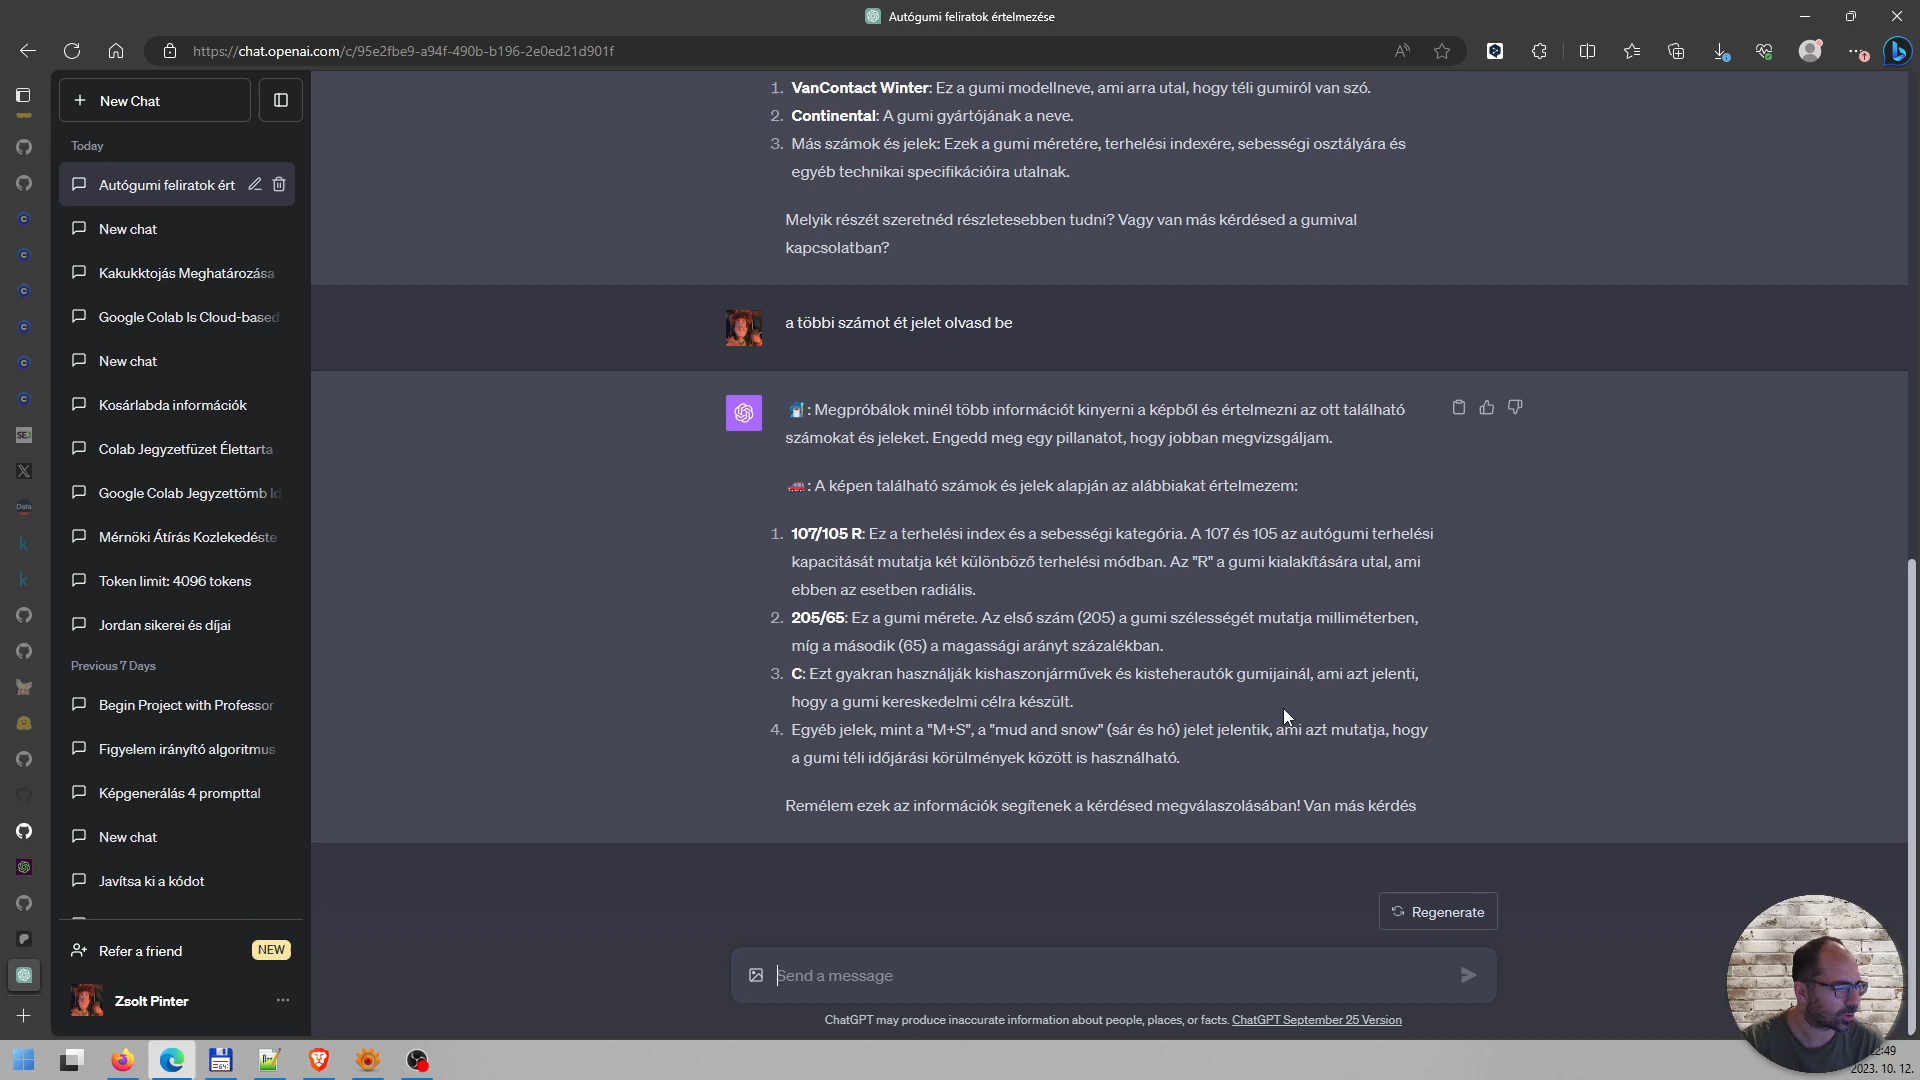 Autógumi feliratok értelmezése
https://chat.openai.com/c/95e2fbe9-a94f-490b-b196-2e0ed21d901f
New Chat
Today
Autógumi feliratok ért
New chat
Kakukktojás Meghatározása
Google Colab Is Cloud-based
New chat
Kosárlabda információk
Colab Jegyzetfüzet Élettarta
Google Colab Jegyzettömb Id
Mérnöki Átírás Kozlekedéste
Token limit: 4096 tokens
Jordan sikerei és díjai
Previous 7 Days
Begin Project with Professor
Figyelem irányító algoritmus
Képgenerálás 4 prompttal
New chat
Javítsa ki a kódot
Refer a friend NEW
Zsolt Pinter
1. VanContact Winter: Ez a gumi modellneve, ami arra utal, hogy téli gumiról van szó.
2. Continental: A gumi gyártójának a neve.
3. Más számok és jelek: Ezek a gumi méretére, terhelési indexére, sebességi osztályára és
egyéb technikai specifikációira utalnak.
Melyik részét szeretnéd részletesebben tudni? Vagy van más kérdésed a gumival
kapcsolatban?
a többi számot ét jelet olvasd be
: Megpróbálok minél több információt kinyerni a képből és értelmezni az ott található
számokat és jeleket. Engedd meg egy pillanatot, hogy jobban megvizsgáljam.
: A képen található számok és jelek alapján az alábbiakat értelmezem:
1. 107/105 R: Ez a terhelési index és a sebességi kategória. A 107 és 105 az autógumi terhelési
kapacitását mutatja két különböző terhelési módban. Az "R" a gumi kialakítására utal, ami
ebben az esetben radiális.
2. 205/65: Ez a gumi mérete. Az első szám (205) a gumi szélességét mutatja milliméterben,
míg a második (65) a magassági arányt százalékban.
3. C: Ezt gyakran használják kishaszonjárművek és kisteherautók gumijainál, ami azt jelenti,
hogy a gumi kereskedelmi célra készült.
4. Egyéb jelek, mint a "M+S", a "mud and snow" (sár és hó) jelet jelentik, ami azt mutatja, hogy
a gumi téli időjárási körülmények között is használható.
Remélem ezek az információk segítenek a kérdésed megválaszolásában! Van más kérdés
Regenerate
Send a message
ChatGPT may produce inaccurate information about people, places, or facts. ChatGPT September 25 Version
2023. 10. 12.